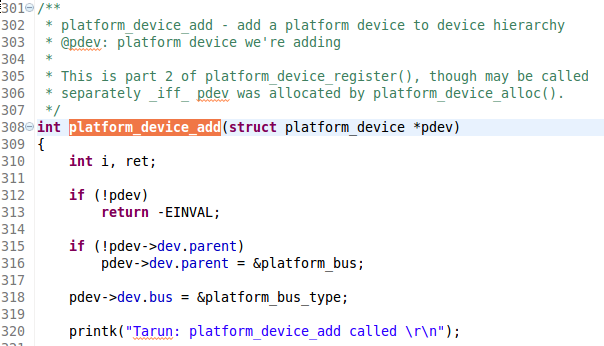 301 /**
302  * platform_device_add - add a platform device to device hierarchy
303  * @pdev: platform device we're adding
304  *
305  * This is part 2 of platform_device_register(), though may be called
306  * separately _iff_ pdev was allocated by platform_device_alloc().
307  */
308 int platform_device_add(struct platform_device *pdev)
309 {
310     int i, ret;
311
312     if (!pdev)
313         return -EINVAL;
314
315     if (!pdev->dev.parent)
316         pdev->dev.parent = &platform_bus;
317
318     pdev->dev.bus = &platform_bus_type;
319
320     printk("Tarun: platform_device_add called \r\n");